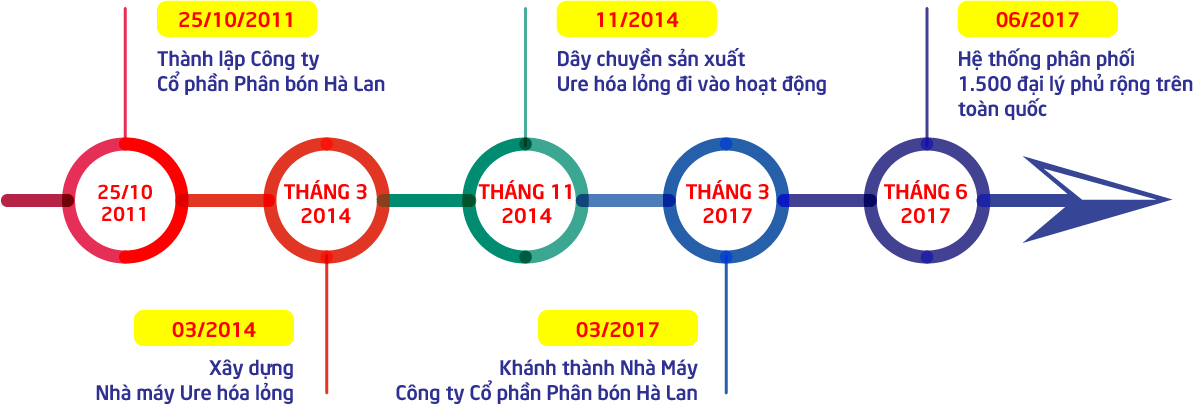 25/10/2011
Thành lập Công ty
Cổ phần Phân bón Hà Lan
11/2014
Dây chuyền sản xuất
Ure hóa lỏng đi vào hoạt động
06/2017
Hệ thống phân phối
1.500 đại lý phủ rộng trên
toàn quốc
25/10
2011
THÁNG 3
2014
THÁNG 11
2014
THÁNG 3
2017
THÁNG 6
2017
03/2014
Xây dựng
Nhà máy Ure hóa lỏng
03/2017
Khánh thành Nhà Máy
Công ty Cổ phần Phân bón Hà Lan